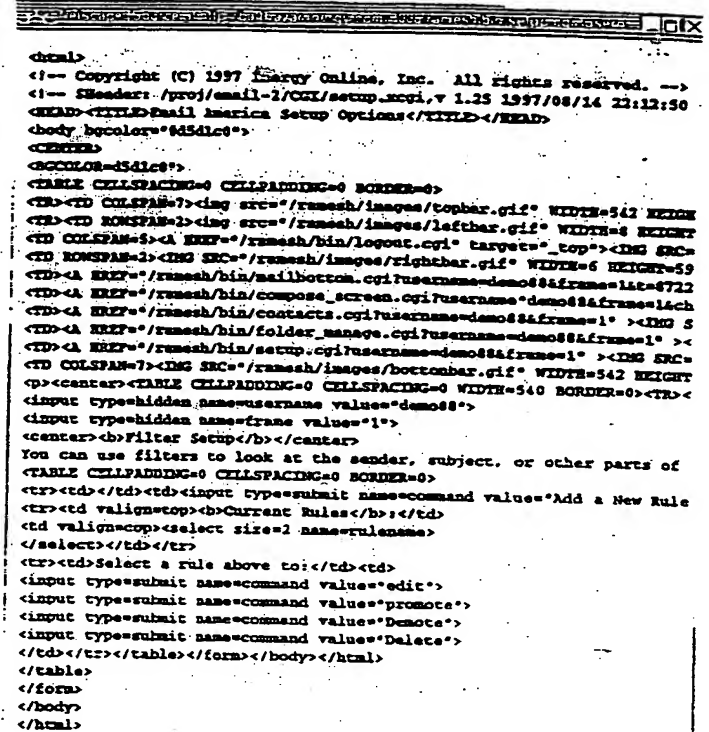 <html>
<!-- Copyright (C) 1997 Online, Inc. All rights reserved. -->
<!-- $Header: /proj/email-2/CGI/setup.xcgi,v 1.25 1997/08/14 22:12:50
<HEAD><TITLE>Email America Setup Options</TITLE></HEAD>
<body bgcolor="#d5d1c0">
<CENTER>
<BGCOLOR=d5d1c0">
<TABLE CELLSPACING=0 CELLPADDING=0 BORDER=0>
<TR><TD COLSPAN=7><img src="/ramesh/images/topbar.gif" WIDTH=542 HEIGH
<TR><TD ROWSPAN=2><img src="/ramesh/images/leftbar.gif" WIDTH=8 HEIGHT
<TD COLSPAN=5><A HREF="/ramesh/bin/logout.cgi" target="_top"><IMG SRC=
<TD ROWSPAN=2><IMG SRC="/ramesh/images/rightbar.gif" WIDTH=6 HEIGHT=59
<TD><A HREF="/ramesh/bin/mailbottom.cgi?username=demo88&frame=1&t=8722
<TD><A HREF="/ramesh/bin/compose_screen.cgi?username=demo88&frame=1&ch
<TD><A HREF="/ramesh/bin/contacts.cgi?username=demo88&frame=1" ><IMG S
<TD><A HREF="/ramesh/bin/folder_manage.cgi?username=demo88&frame=1" ><
<TD><A HREF="/ramesh/bin/setup.cgi?username=demo88&frame=1" ><IMG SRC=
<TD COLSPAN=7><IMG SRC="/ramesh/images/bottombar.gif" WIDTH=542 HEIGHT
<p><center><TABLE CELLPADDING=0 CELLSPACING=0 WIDTH=540 BORDER=0><TR><
<input type=hidden name=username value="demo88">
<input type=hidden name=frame value="1">
<center><b>Filter Setup</b></center>
You can use filters to look at the sender, subject, or other parts of
<TABLE CELLPADDING=0 CELLSPACING=0 BORDER=0>
<tr><td></td><td><input type=submit name=command value="Add a New Rule
<tr><td valign=top><b>Current Rules</b>:</td>
<td valign=top><select size=2 name=rulename>
</select></td></tr>
<tr><td>Select a rule above to:</td><td>
<input type=submit name=command value="edit">
<input type=submit name=command value="promote">
<input type=submit name=command value="Demote">
<input type=submit name=command value="Delete">
</td></tr></table></form></body></html>
</table>
</form>
</body>
</html>